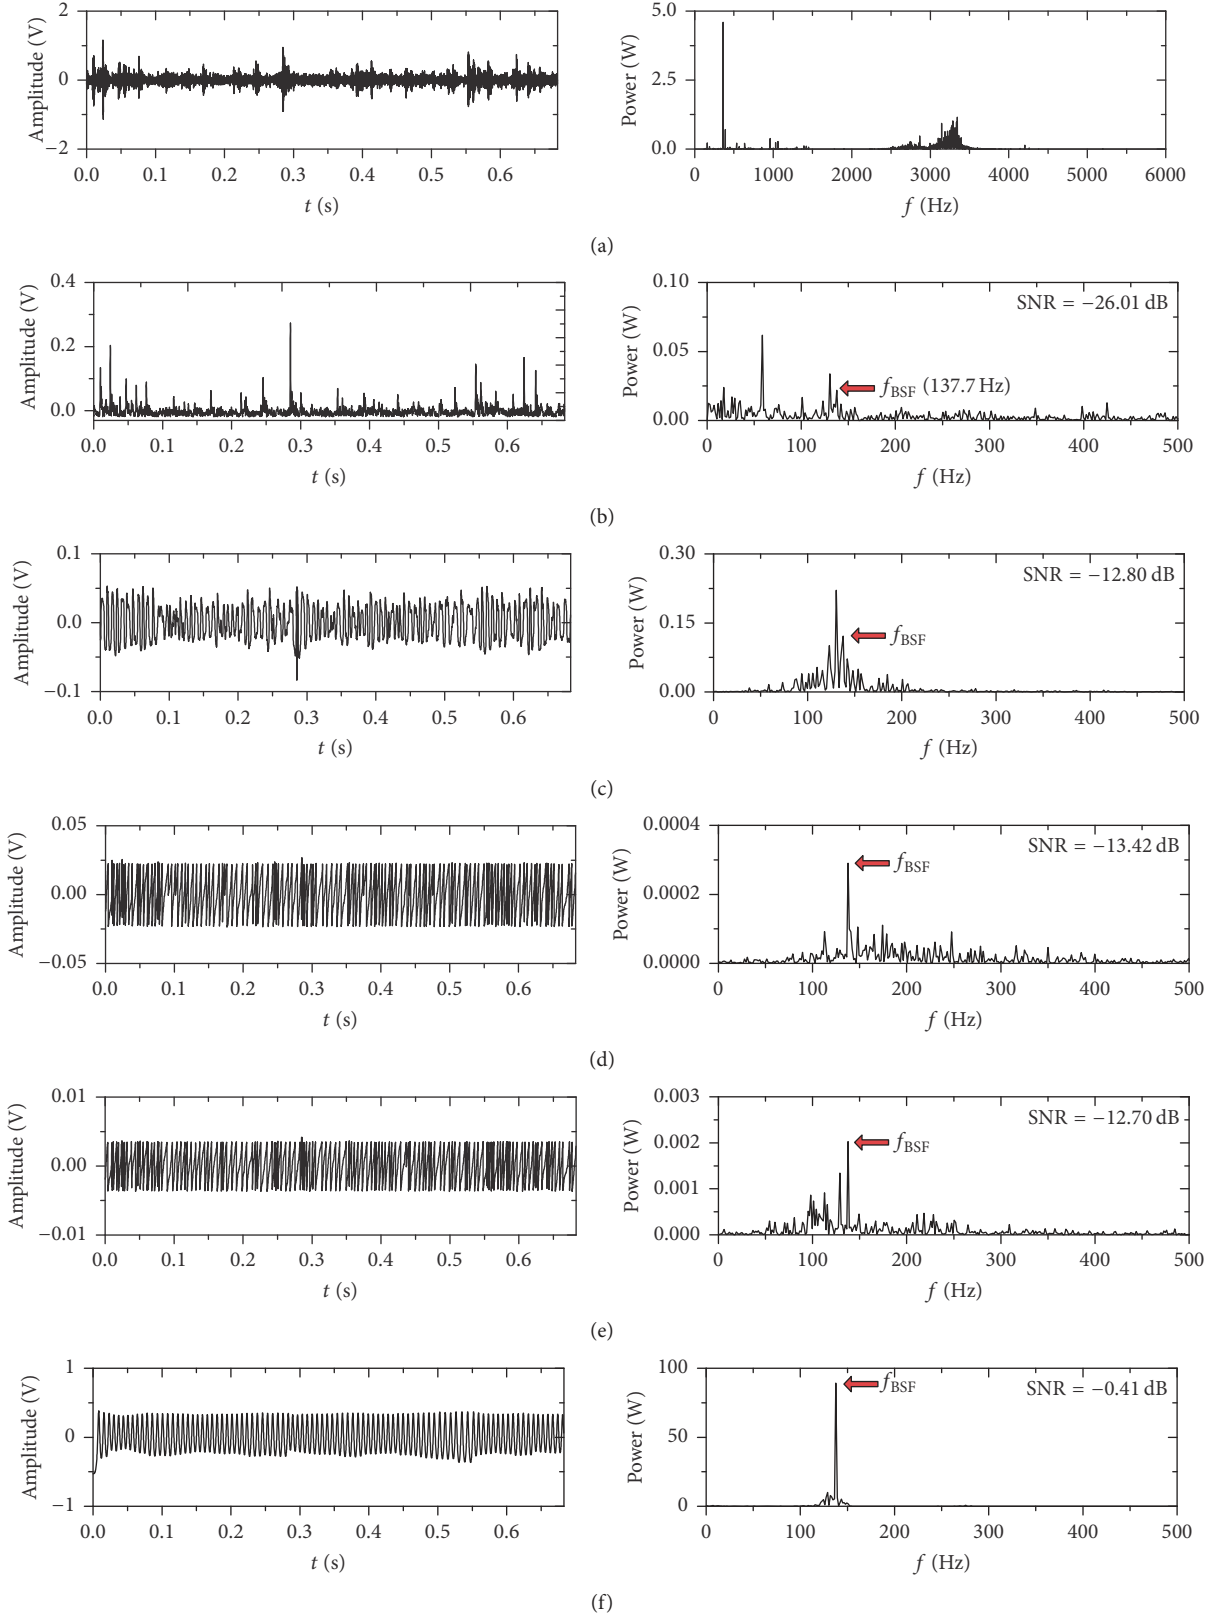 Amplitude (V)
2
0
−2
0.0 0.1 0.2 0.3 0.4 0.5 0.6
t (s)
Power (W)
5.0
2.5
0.0
0 1000 2000 3000 4000 5000 6000
f (Hz)
(a)
Amplitude (V)
0.4
0.2
0.0
0.0 0.1 0.2 0.3 0.4 0.5 0.6
t (s)
Power (W)
0.10
0.05
0.00
SNR = −26.01 dB
fBSF (137.7 Hz)
0 100 200 300 400 500
f (Hz)
(b)
Amplitude (V)
0.1
0.0
−0.1
0.0 0.1 0.2 0.3 0.4 0.5 0.6
t (s)
Power (W)
0.30
0.15
0.00
SNR = −12.80 dB
fBSF
0 100 200 300 400 500
f (Hz)
(c)
Amplitude (V)
0.05
0.00
−0.05
0.0 0.1 0.2 0.3 0.4 0.5 0.6
t (s)
Power (W)
0.0004
0.0002
0.0000
SNR = −13.42 dB
fBSF
0 100 200 300 400 500
f (Hz)
(d)
Amplitude (V)
0.01
0.00
−0.01
0.0 0.1 0.2 0.3 0.4 0.5 0.6
t (s)
Power (W)
0.003
0.002
0.001
0.000
SNR = −12.70 dB
fBSF
0 100 200 300 400 500
f (Hz)
(e)
Amplitude (V)
1
0
−1
0.0 0.1 0.2 0.3 0.4 0.5 0.6
t (s)
Power (W)
100
50
0
fBSF
SNR = −0.41 dB
0 100 200 300 400 500
f (Hz)
(f)